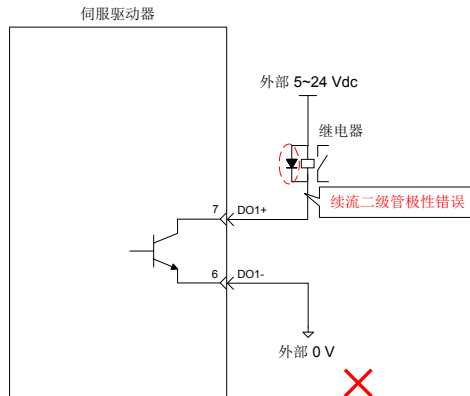 伺服驱动器
外部 5~24 Vdc
继电器
续流二级管极性错误
7 DO1+
6 DO1-
外部 0 V